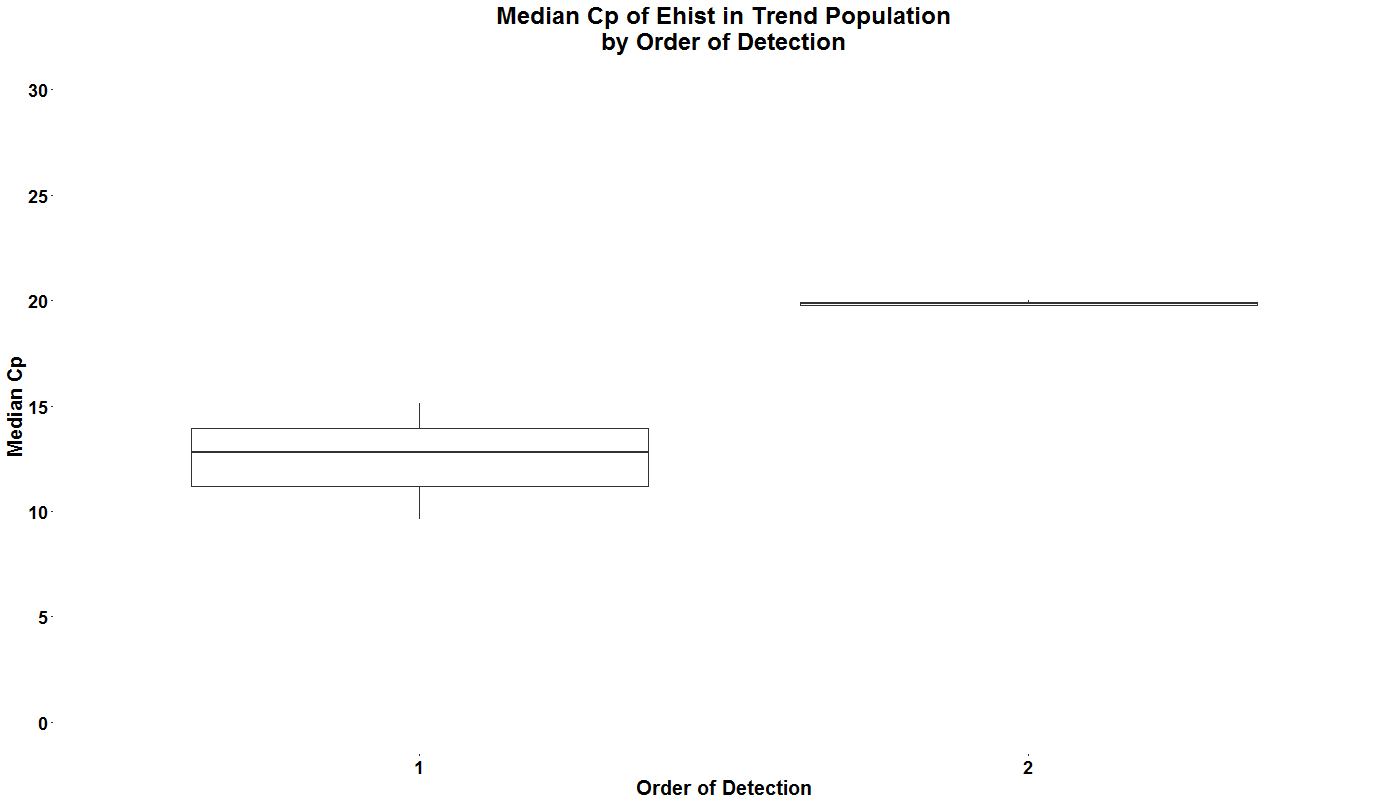 Median Cp of Ehist in Trend Population
by Order of Detection
30
25
20
15
10
5
0
Median Cp
1
2
Order of Detection